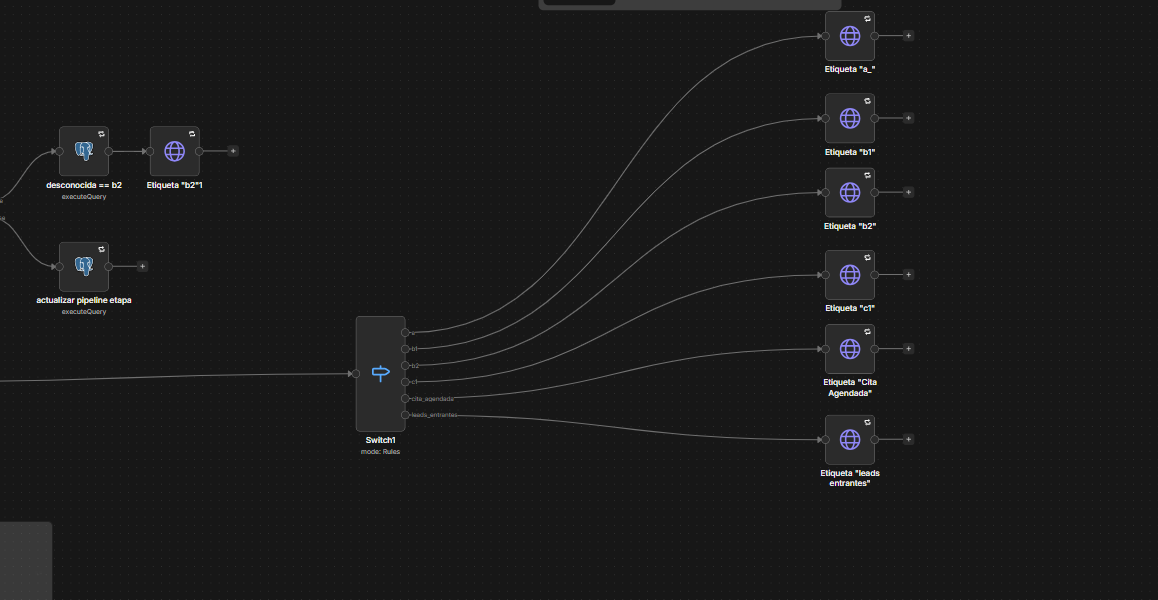 Etiqueta "a_"
Etiqueta "b1"
desconocida == b2
executeQuery
Etiqueta "b2"1
Etiqueta "b2"
actualizar pipeline etapa
executeQuery
Etiqueta "c1"
b1
b2
c1
cita_agendada
leads_entrantes
Switch1
mode: Rules
Etiqueta "Cita
Agendada"
Etiqueta "leads
entrantes"